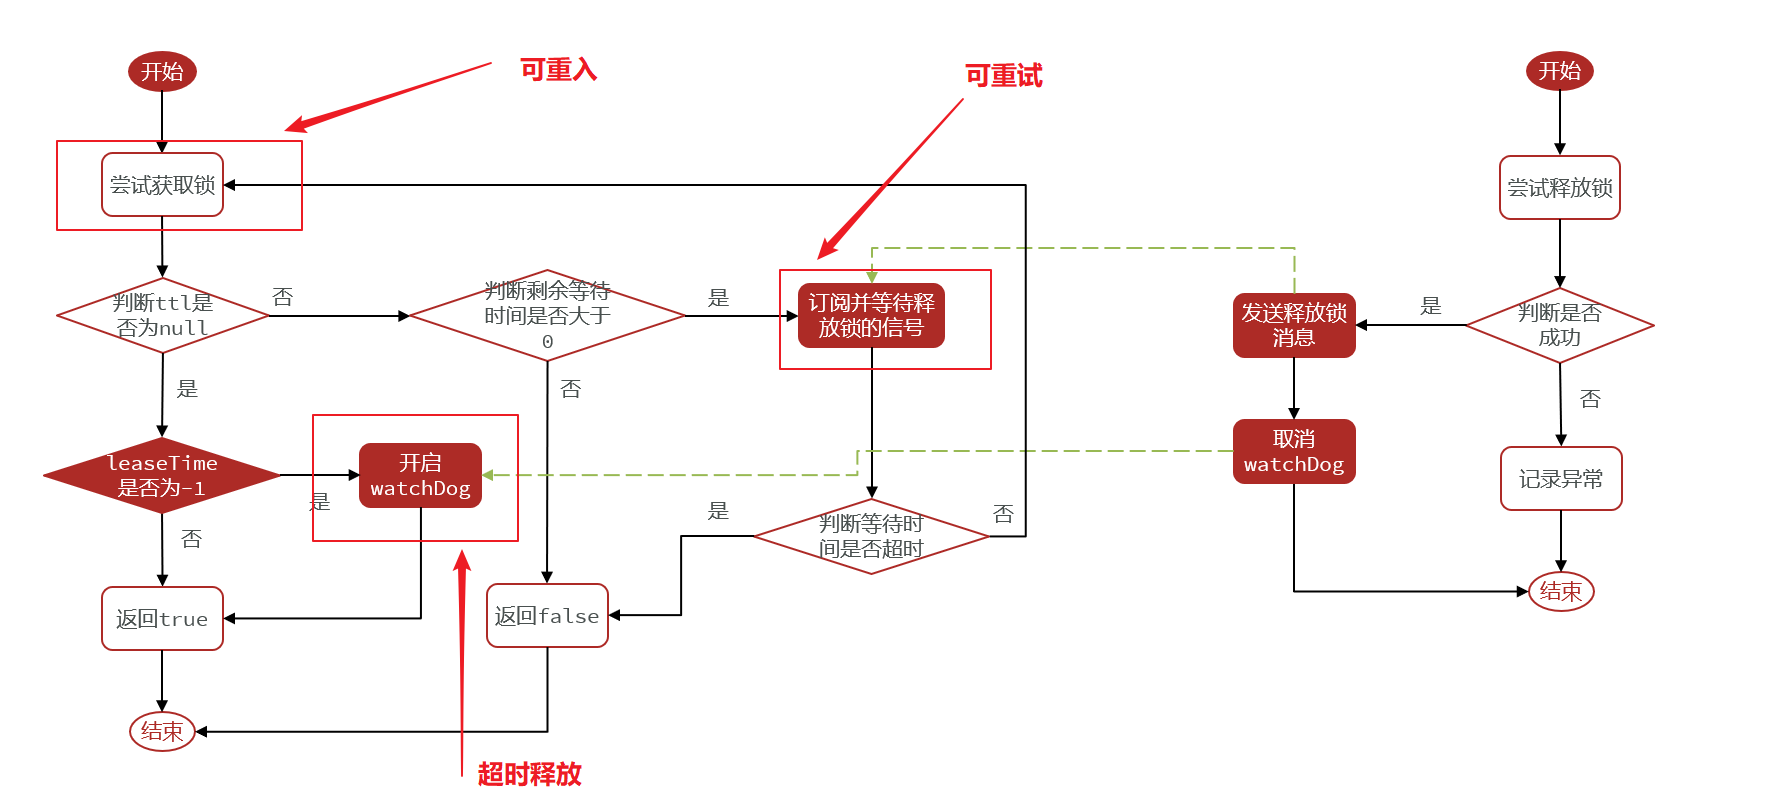 开始
可重入
可重试
开始
尝试获取锁
尝试释放锁
判断ttl是
否为null
否
判断剩余等待
时间是否大于
0
是
订阅并等待释
放锁的信号
发送释放锁
消息
是
判断是否
成功
是
否
否
leaseTime
是否为-1
是
开启
watchDog
取消
watchDog
记录异常
否
是
判断等待时
间是否超时
否
返回true
返回false
结束
结束
超时释放